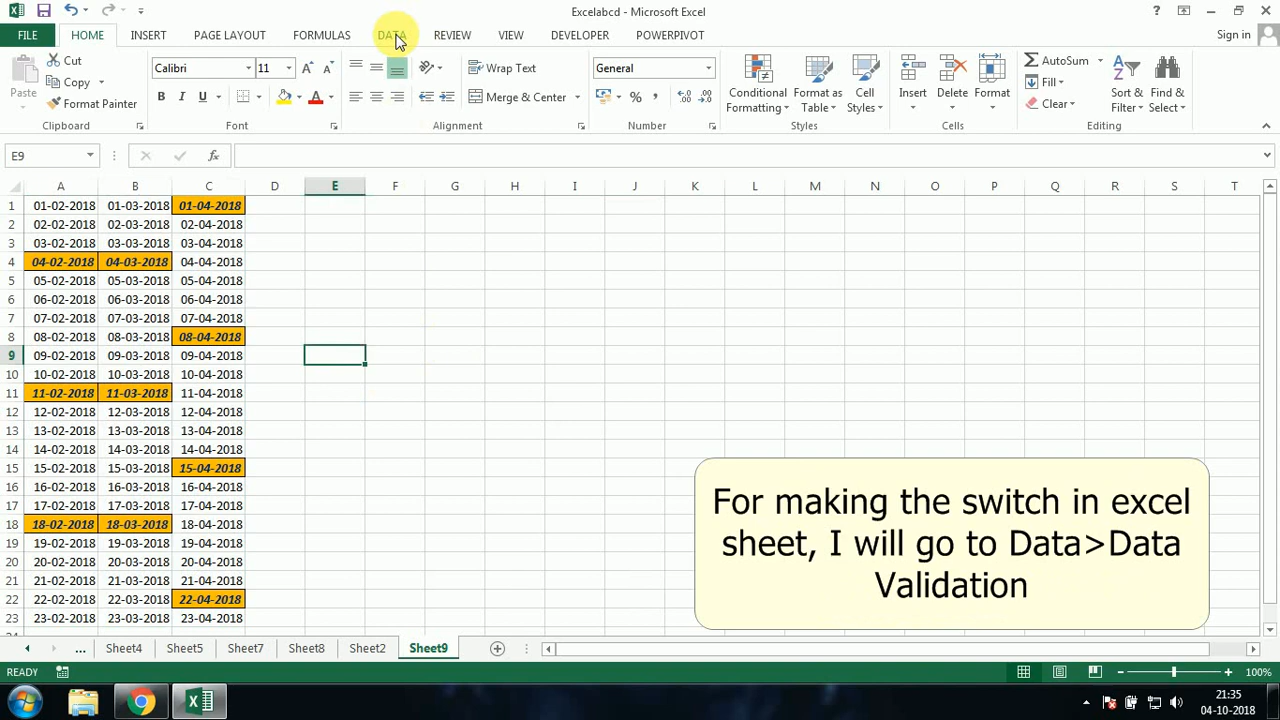 Excelabcd - Microsoft Excel
?
Sign in
FILE HOME INSERT PAGE LAYOUT FORMULAS DATA REVIEW VIEW DEVELOPER POWERPIVOT
Paste
Cut
Copy
Format Painter
Calibri 11
B I U
Wrap Text
Merge & Center
General
%
Conditional Formatting
Format as Table
Cell Styles
Insert
Delete
Format
AutoSum
Fill
Clear
Sort & Filter
Find & Select
Clipboard Font Alignment Number Styles Cells Editing
E9
fx
A B C D E F G H I J K L M N O P Q R S T
1 01-02-2018 01-03-2018 01-04-2018
2 02-02-2018 02-03-2018 02-04-2018
3 03-02-2018 03-03-2018 03-04-2018
4 04-02-2018 04-03-2018 04-04-2018
5 05-02-2018 05-03-2018 05-04-2018
6 06-02-2018 06-03-2018 06-04-2018
7 07-02-2018 07-03-2018 07-04-2018
8 08-02-2018 08-03-2018 08-04-2018
9 09-02-2018 09-03-2018 09-04-2018
10 10-02-2018 10-03-2018 10-04-2018
11 11-02-2018 11-03-2018 11-04-2018
12 12-02-2018 12-03-2018 12-04-2018
13 13-02-2018 13-03-2018 13-04-2018
14 14-02-2018 14-03-2018 14-04-2018
15 15-02-2018 15-03-2018 15-04-2018
16 16-02-2018 16-03-2018 16-04-2018
17 17-02-2018 17-03-2018 17-04-2018
18 18-02-2018 18-03-2018 18-04-2018
19 19-02-2018 19-03-2018 19-04-2018
20 20-02-2018 20-03-2018 20-04-2018
21 21-02-2018 21-03-2018 21-04-2018
22 22-02-2018 22-03-2018 22-04-2018
23 23-02-2018 23-03-2018 23-04-2018
For making the switch in excel
sheet, I will go to Data>Data
Validation
... Sheet4 Sheet5 Sheet7 Sheet8 Sheet2 Sheet9
READY
100%
21:35
04-10-2018